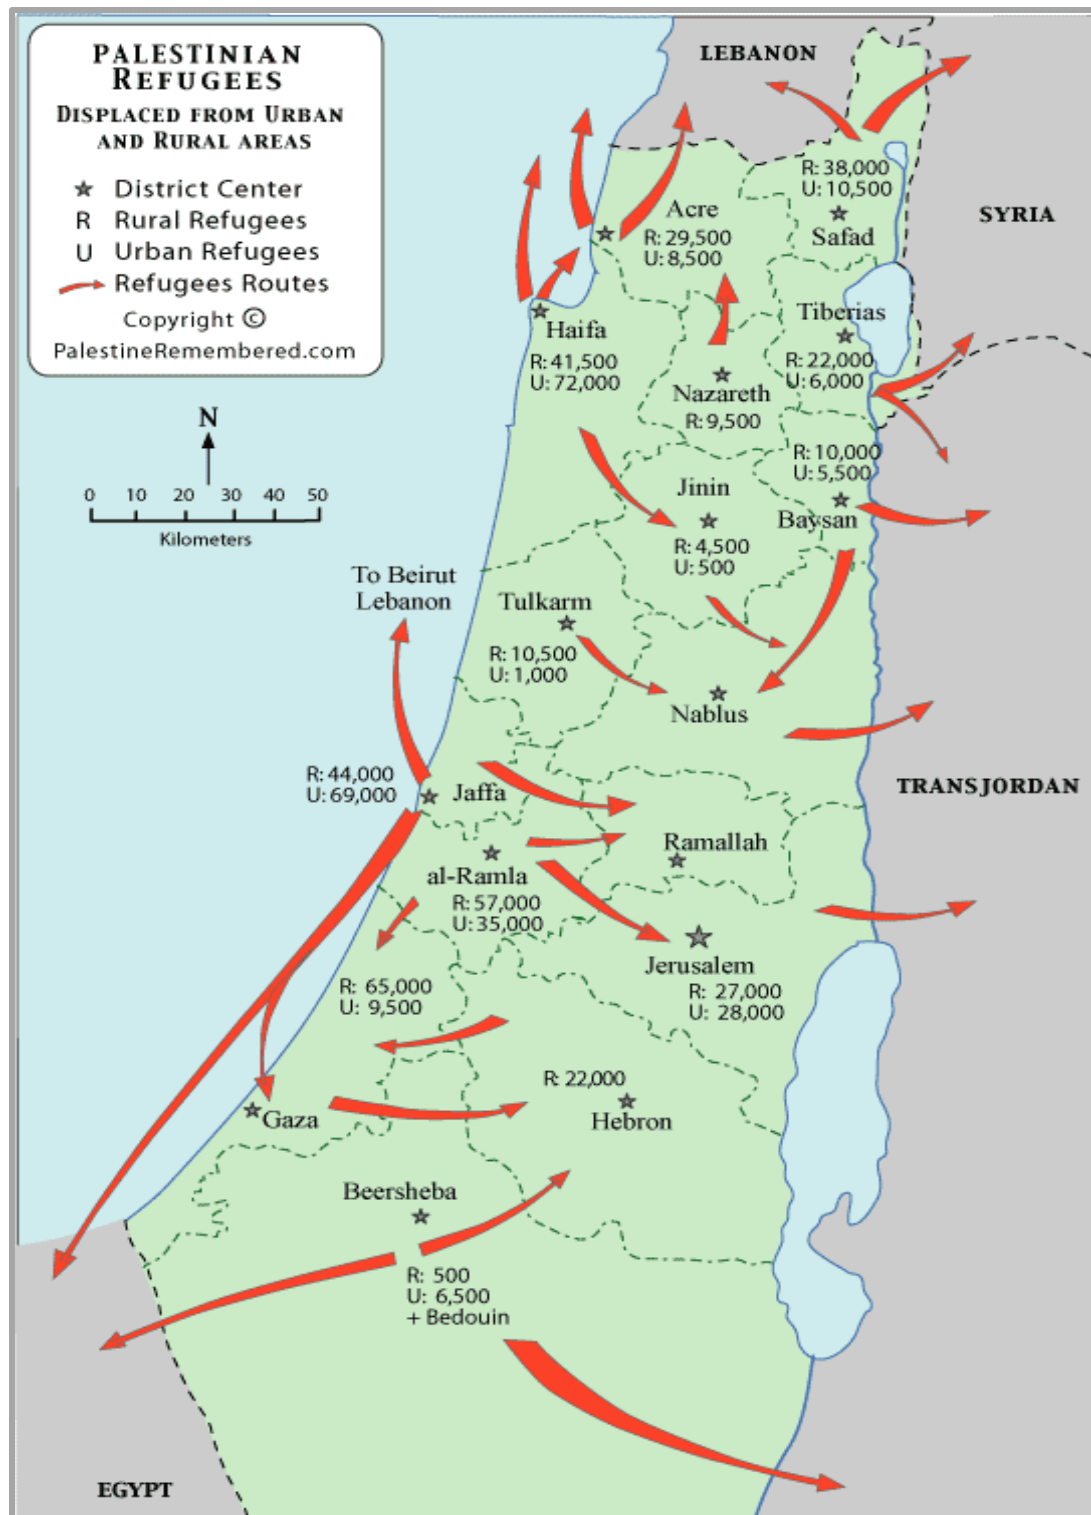 PALESTINIAN
REFUGEES
DISPLACED FROM URBAN
AND RURAL AREAS
District Center
R Rural Refugees
U Urban Refugees
Refugees Routes
Copyright ©
PalestineRemembered.com
N
0 10 20 30 40 50
Kilometers
LEBANON
SYRIA
R: 38,000
U: 10,500
Safad
Acre
R: 29,500
U: 8,500
Haifa
R: 41,500
U: 72,000
Tiberias
R: 22,000
U: 6,000
Nazareth
R: 9,500
R: 10,000
U: 5,500
Baysan
Jinin
R: 4,500
U: 500
To Beirut
Lebanon
Tulkarm
R: 10,500
U: 1,000
Nablus
R: 44,000
U: 69,000
Jaffa
TRANSJORDAN
Ramallah
al-Ramla
R: 57,000
U: 35,000
Jerusalem
R: 27,000
U: 28,000
R: 65,000
U: 9,500
Gaza
R: 22,000
Hebron
Beersheba
R: 500
U: 6,500
+ Bedouin
EGYPT